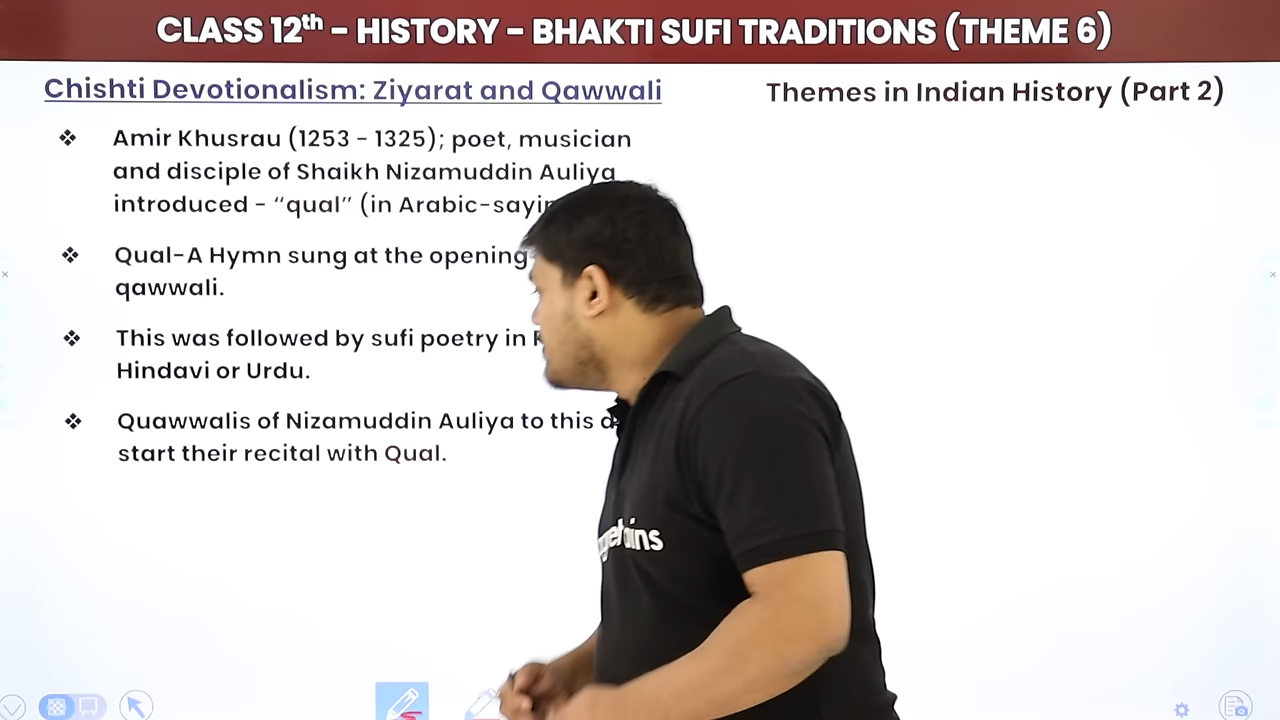 CLASS 12th - HISTORY - BHAKTI SUFI TRADITIONS (THEME 6)
Chishti Devotionalism: Ziyarat and Qawwali
Themes in Indian History (Part 2)
❖ Amir Khusrau (1253 - 1325); poet, musician
and disciple of Shaikh Nizamuddin Auliya
introduced - “qual” (in Arabic-
❖ Qual-A Hymn sung at the opening
qawwali.
❖ This was followed by sufi poetry in
Hindavi or Urdu.
❖ Quawwalis of Nizamuddin Auliya to this
start their recital with Qual.